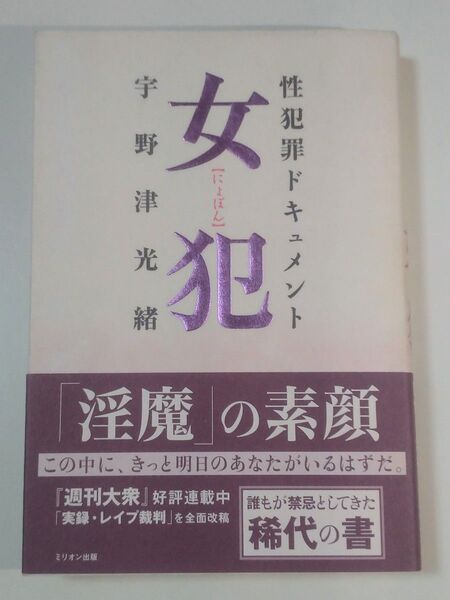 性犯罪ドキュメント
女犯
【にょぼん】
宇野津光緒
「淫魔」の素顔
この中に、きっと明日のあなたがいるはずだ。
『週刊大衆』好評連載中
「実録・レイプ裁判」を全面改稿
誰もが禁忌としてきた
稀代の書
ミリオン出版